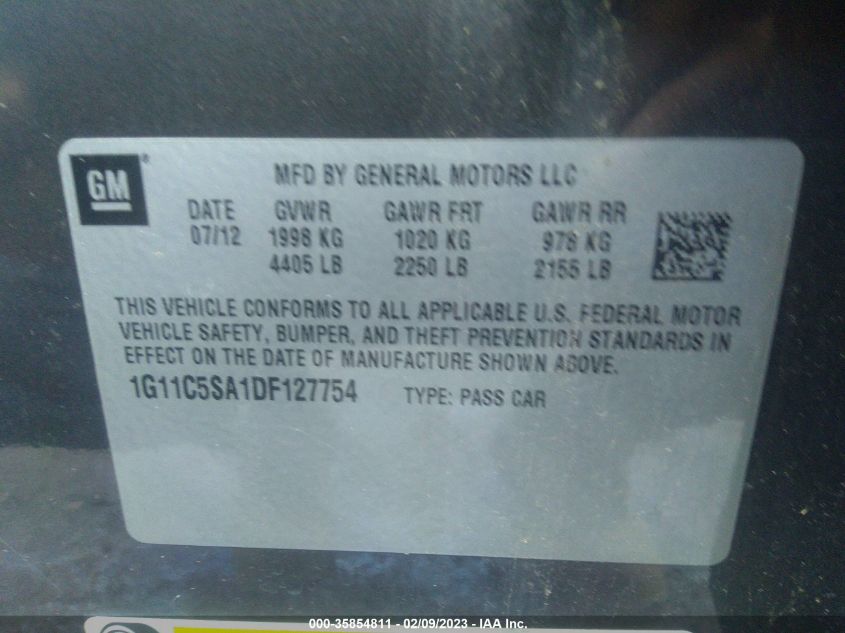 GM®
MFD BY GENERAL MOTORS LLC
DATE GVWR GAWR FRT GAWR RR
07/12 1998 KG 1020 KG 978 KG
4405 LB 2250 LB 2155 LB
THIS VEHICLE CONFORMS TO ALL APPLICABLE U.S. FEDERAL MOTOR
VEHICLE SAFETY, BUMPER, AND THEFT PREVENTION STANDARDS IN
EFFECT ON THE DATE OF MANUFACTURE SHOWN ABOVE.
1G11C5SA1DF127754 TYPE: PASS CAR
000-35854811 - 02/09/2023 - IAA Inc.